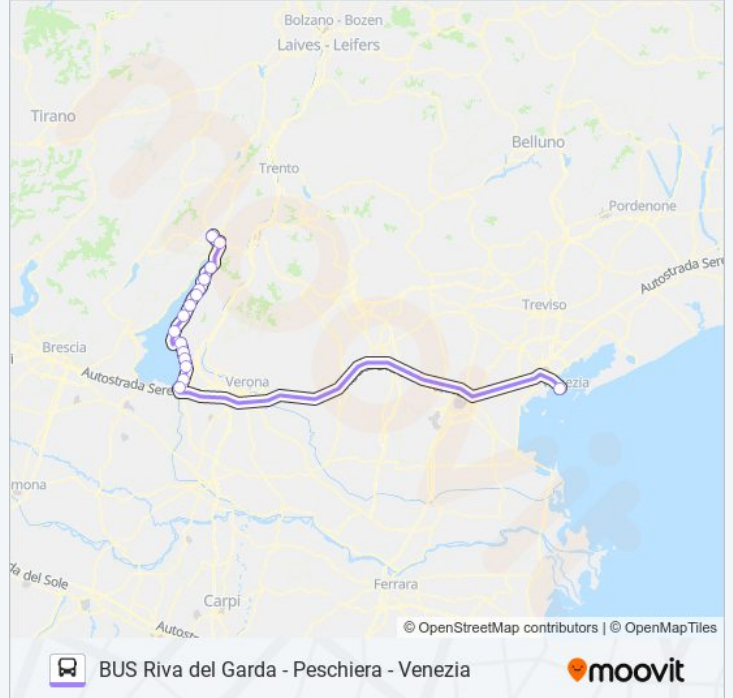 Bolzano - Bozen
Laives - Leifers
Tirano
Trento
Belluno
Pordenone
Autostrada Sere
Treviso
Brescia
Autostrada Sere
Verona
ezia
mona
da del Sole
Carpi
Autost
Ferrara
moovit
© OpenStreetMap contributors | © OpenMapTiles
BUS Riva del Garda - Peschiera - Venezia
moovit